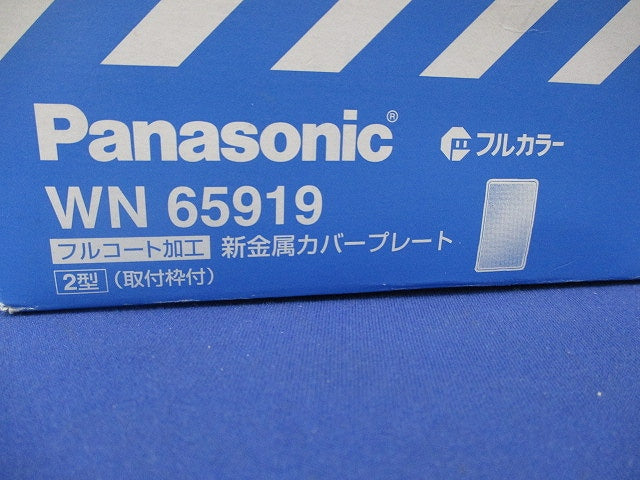 Panasonic® フルカラー
WN 65919
フルコート加工 新金属カバープレート
2型 (取付枠付)